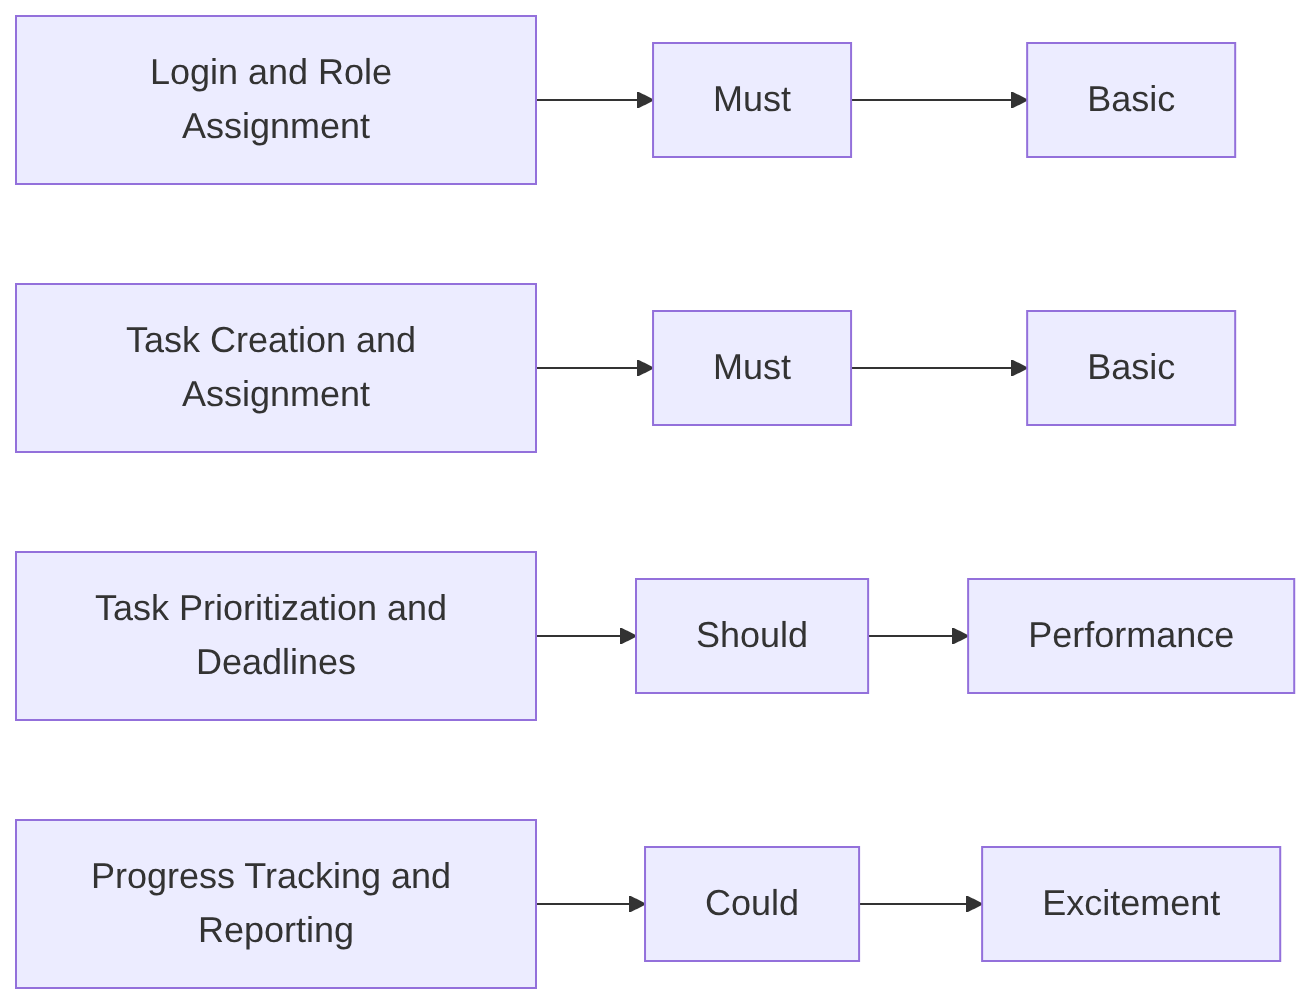 Login and Role
Assignment
Must
Basic
Task Creation and
Assignment
Must
Basic
Task Prioritization and
Deadlines
Should
Performance
Progress Tracking and
Reporting
Could
Excitement